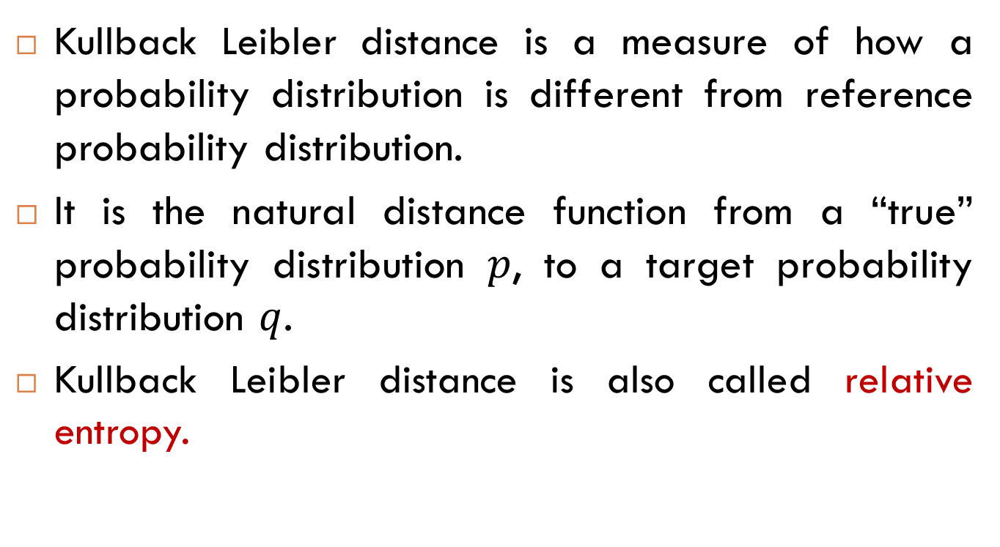 Kullback Leibler distance is a measure of how a
probability distribution is different from reference
probability distribution.
It is the natural distance function from a “true”
probability distribution p, to a target probability
distribution q.
Kullback Leibler distance is also called relative
entropy.